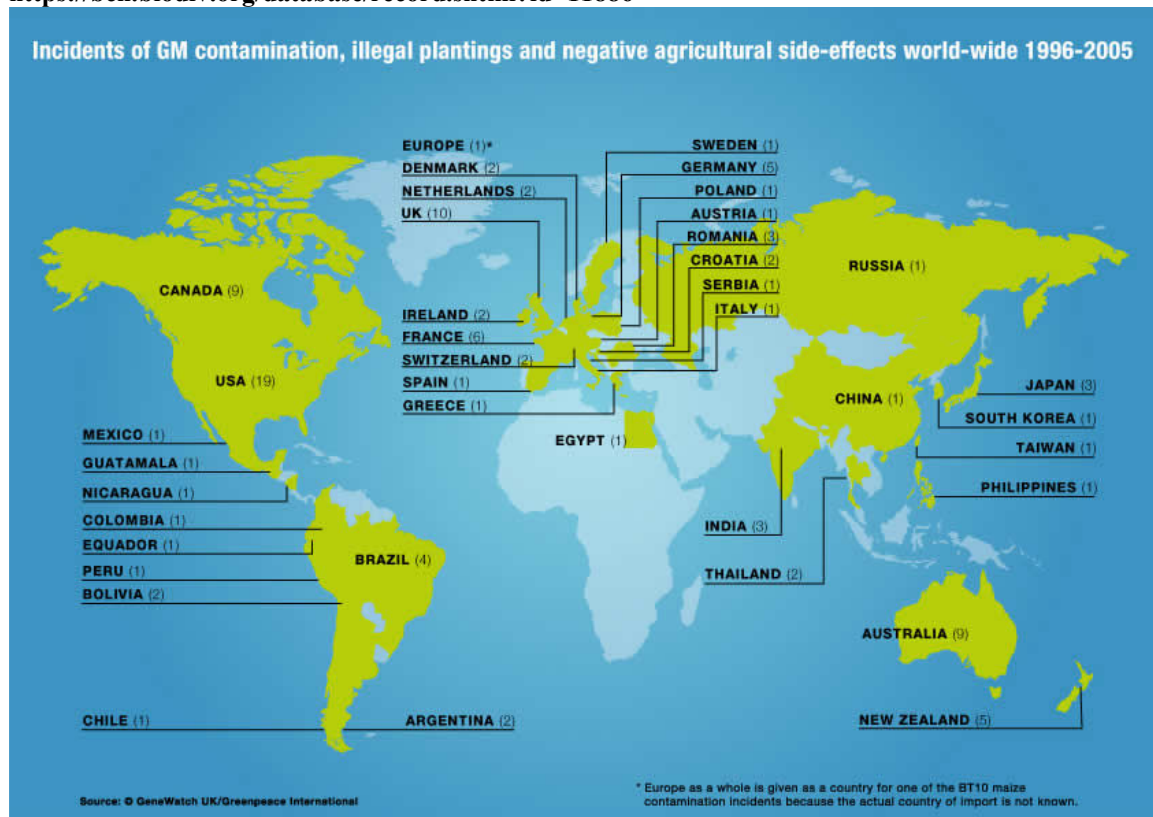 Incidents of GM contamination, illegal plantings and negative agricultural side-effects world-wide 1996-2005
EUROPE (1)*
DENMARK (2)
NETHERLANDS (2)
UK (10)
SWEDEN (1)
GERMANY (5)
POLAND (1)
AUSTRIA (1)
ROMANIA (3)
CROATIA (2)
SERBIA (1)
ITALY (1)
RUSSIA (1)
CANADA (9)
IRELAND (2)
FRANCE (6)
SWITZERLAND (2)
SPAIN (1)
GREECE (1)
USA (19)
EGYPT (1)
CHINA (1)
JAPAN (3)
SOUTH KOREA (1)
TAIWAN (1)
PHILIPPINES (1)
MEXICO (1)
GUATAMALA (1)
NICARAGUA (1)
COLOMBIA (1)
EQUADOR (1)
PERU (1)
BOLIVIA (2)
BRAZIL (4)
INDIA (3)
THAILAND (2)
AUSTRALIA (9)
CHILE (1)
ARGENTINA (2)
NEW ZEALAND (5)
Source: © GeneWatch UK/Greenpeace International
* Europe as a whole is given as a country for one of the BT10 maize
contamination incidents because the actual country of import is not known.